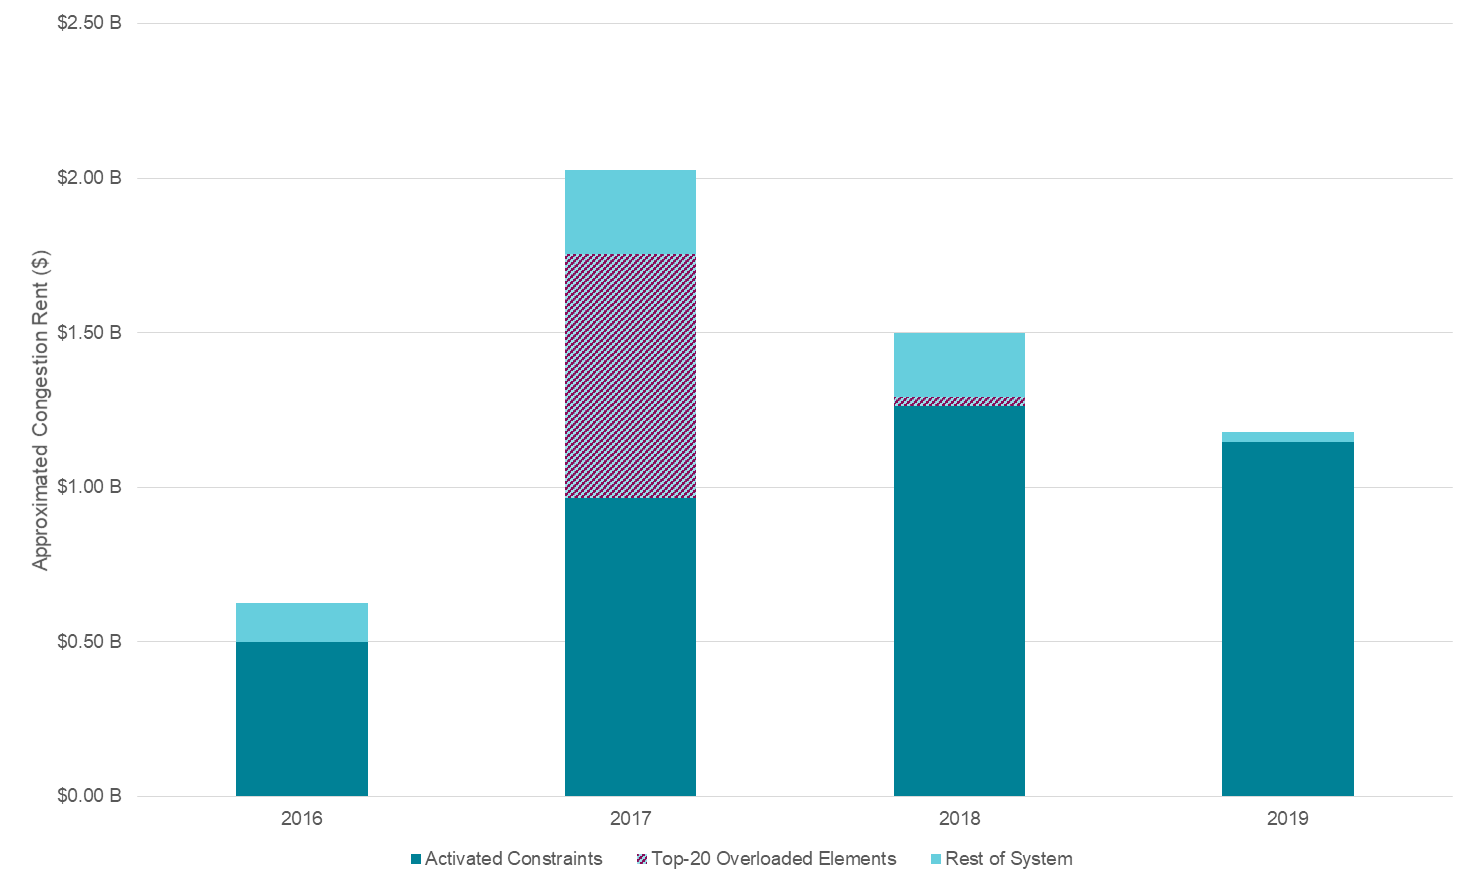 $2.50 B
$2.00 B
$1.50 B
$1.00 B
$0.50 B
$0.00 B
Approximated Congestion Rent ($)
2016 2017 2018 2019
Activated Constraints Top-20 Overloaded Elements Rest of System